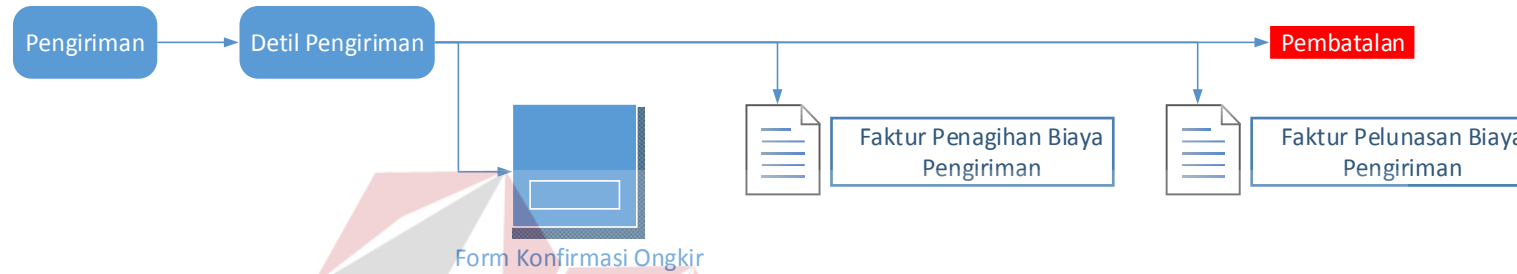 Pengiriman
Detil Pengiriman
Pembatalan
Faktur Penagihan Biaya
Pengiriman
Faktur Pelunasan Biaya
Pengiriman
Form Konfirmasi Ongkir